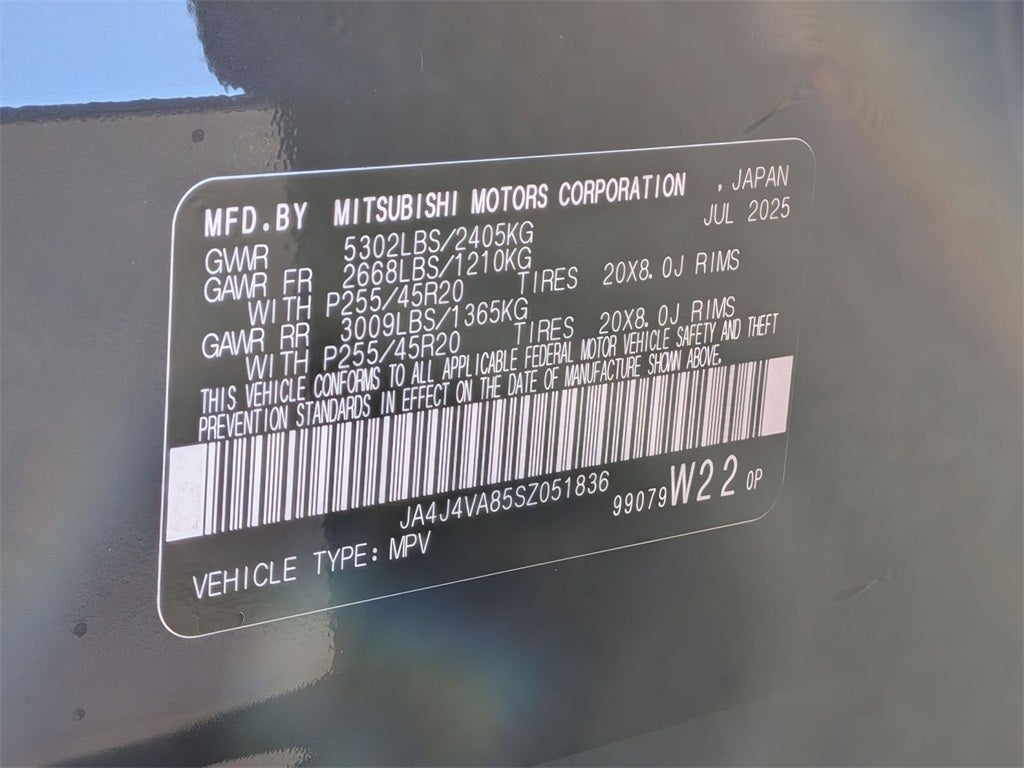 MFD.BY MITSUBISHI MOTORS CORPORATION , JAPAN
JUL 2025
GVWR 5302LBS/2405KG
GAWR FR 2668LBS/1210KG
WITH P255/45R20 TIRES 20X8.0J RIMS
GAWR RR 3009LBS/1365KG
WITH P255/45R20 TIRES 20X8.0J RIMS
THIS VEHICLE CONFORMS TO ALL APPLICABLE FEDERAL MOTOR VEHICLE SAFETY AND THEFT
PREVENTION STANDARDS IN EFFECT ON THE DATE OF MANUFACTURE SHOWN ABOVE.
JA4J4VA85SZ051836
99079 W22 0P
VEHICLE TYPE: MPV